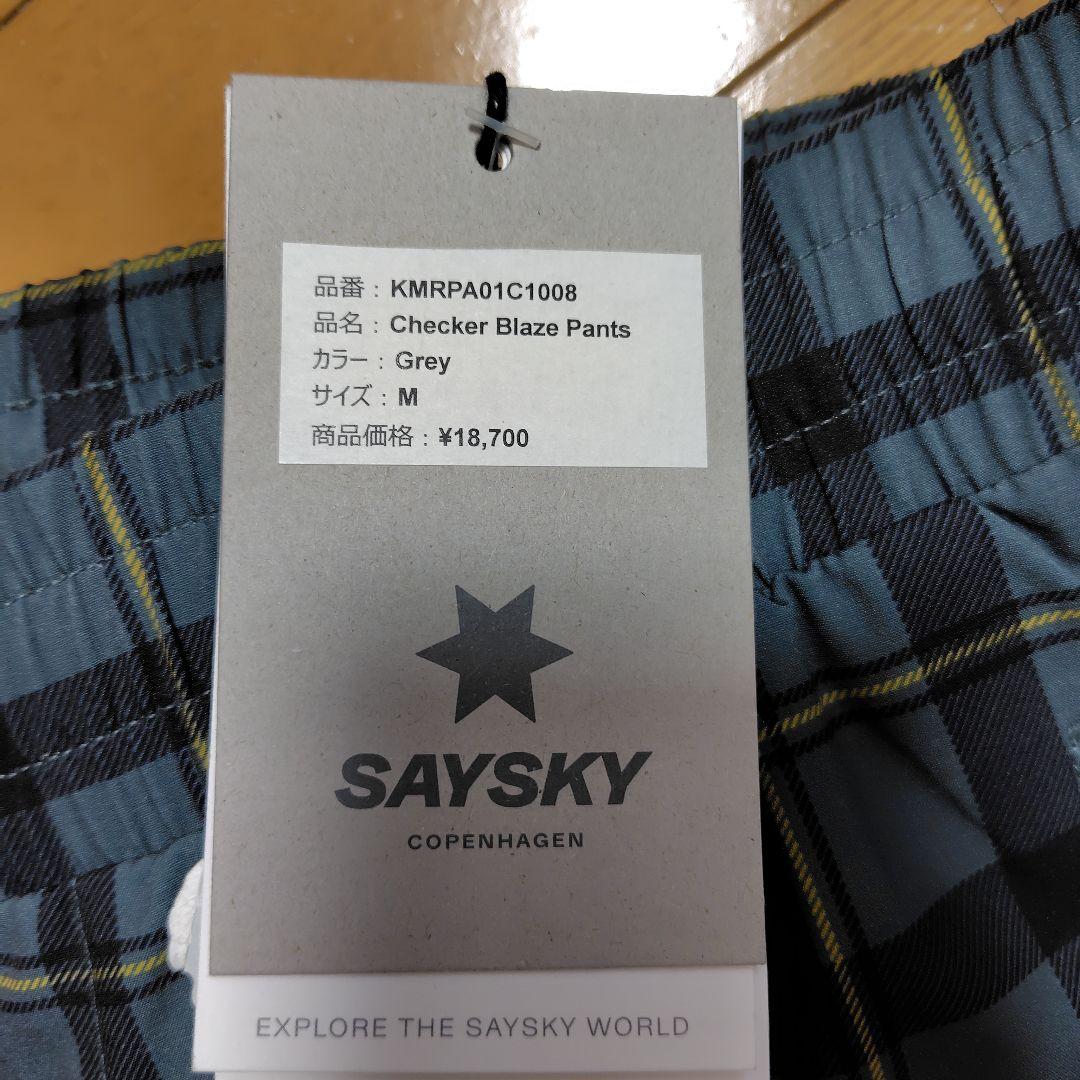 品番：KMRPA01C1008
品名：Checker Blaze Pants
カラー：Grey
サイズ：M
商品価格：¥18,700
SAYSKY
COPENHAGEN
EXPLORE THE SAYSKY WORLD